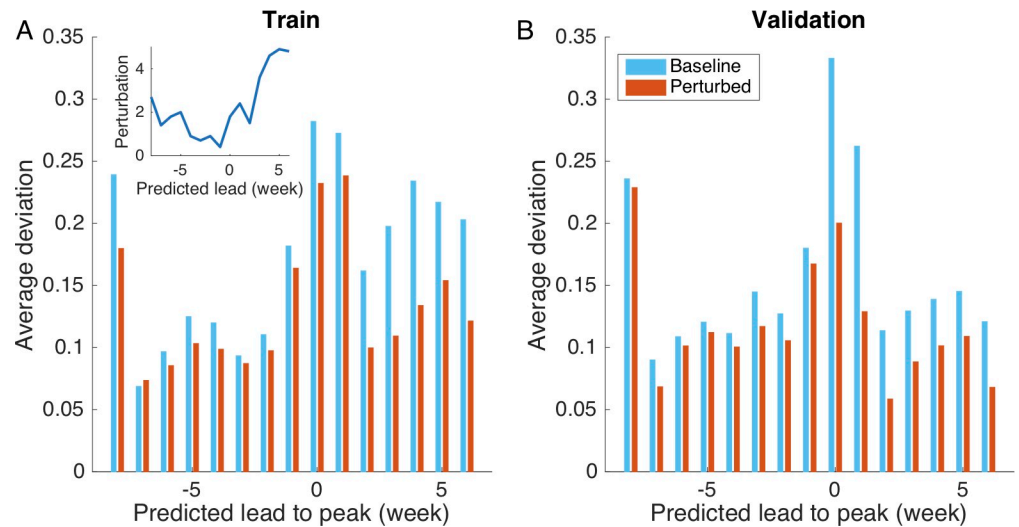 A
Train
0.35
0.3
0.25
0.2
0.15
0.1
0.05
0
Average deviation
-5
0
5
Predicted lead to peak (week)
4
2
0
Perturbation
-5
0
5
Predicted lead (week)
B
Validation
0.35
0.3
0.25
0.2
0.15
0.1
0.05
0
Average deviation
-5
0
5
Predicted lead to peak (week)
Baseline
Perturbed